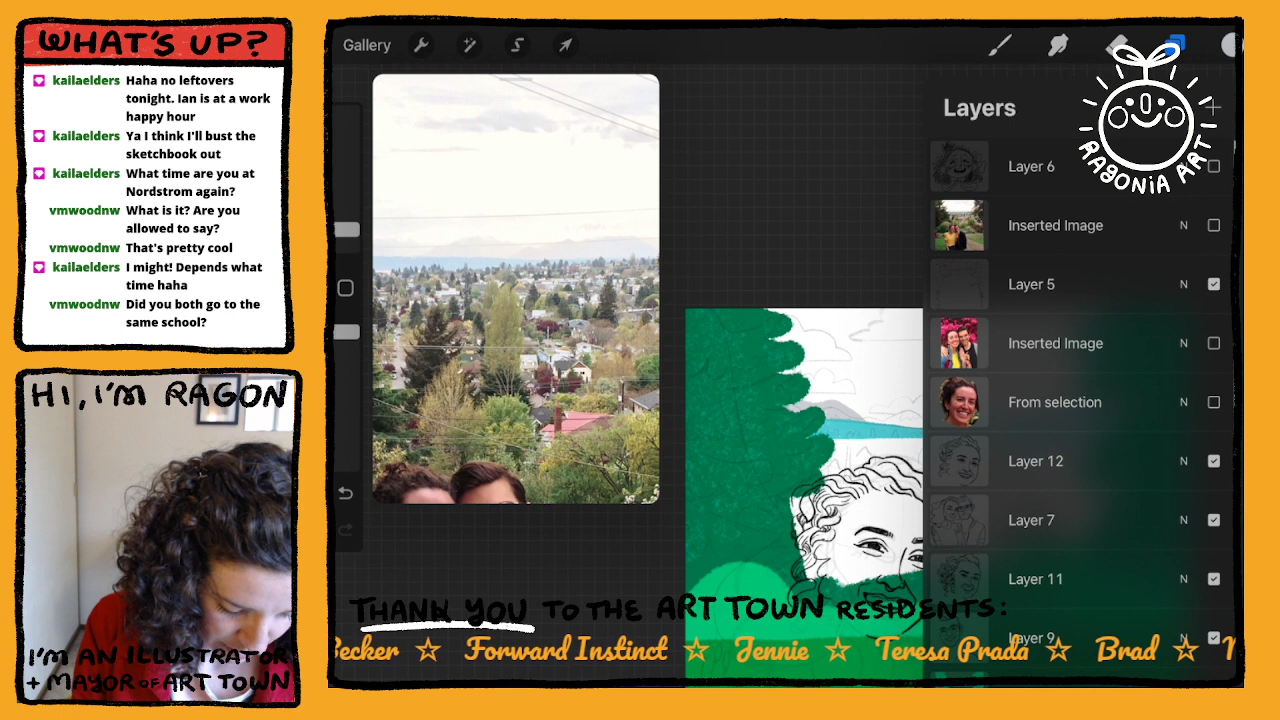 WHAT'S UP?
kailaelders Haha no leftovers
tonight. Ian is at a work
happy hour
kailaelders Ya I think I'll bust the
sketchbook out
kailaelders What time are you at
Nordstrom again?
vmwoodnw What is it? Are you
allowed to say?
vmwoodnw That's pretty cool
kailaelders I might! Depends what
time haha
vmwoodnw Did you both go to the
same school?
HI, I'M RAGON
I'M AN ILLUSTRATOR
+ MAYOR OF ART TOWN
Gallery
Layers
RAGONIA ART
Layer 6
Inserted Image N
Layer 5 N
Inserted Image N
From selection N
Layer 12 N
Layer 7 N
Layer 11 N
Layer 9 N
THANK YOU TO THE ART TOWN RESIDENTS:
Becker ☆ Forward Instinct ☆ Jennie ☆ Teresa Prada ☆ Brad ☆